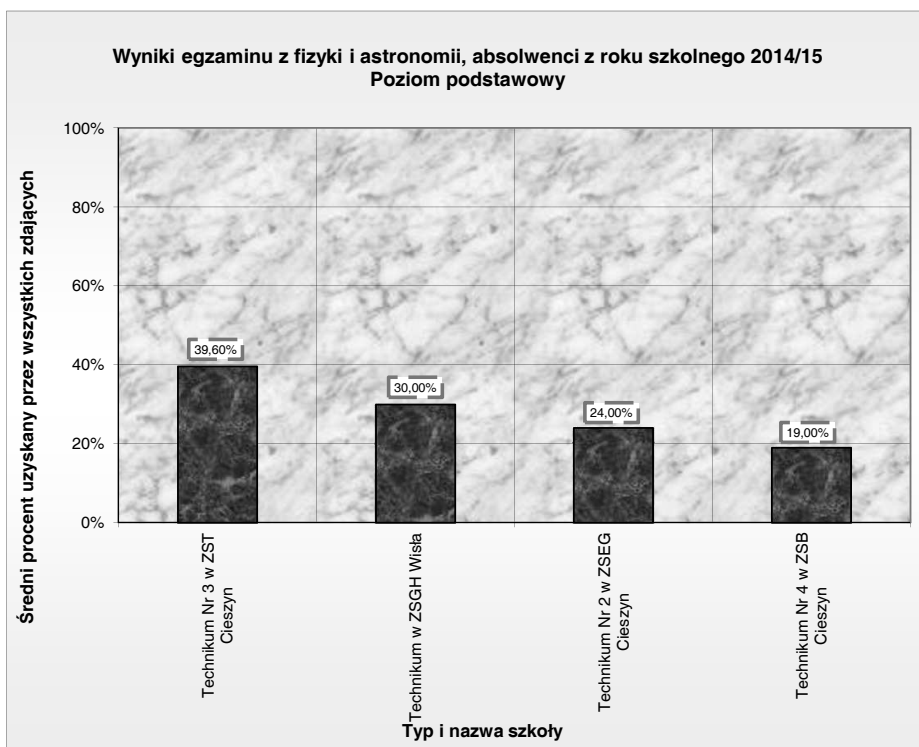 Wyniki egzaminu z fizyki i astronomii, absolwenci z roku szkolnego 2014/15
Poziom podstawowy
Średni procent uzyskany przez wszystkich zdających
100%
80%
60%
40%
20%
0%
39,60%
30,00%
24,00%
19,00%
Technikum Nr 3 w ZST
Cieszyn
Technikum w ZSGH Wisła
Technikum Nr 2 w ZSEG
Cieszyn
Technikum Nr 4 w ZSB
Cieszyn
Typ i nazwa szkoły